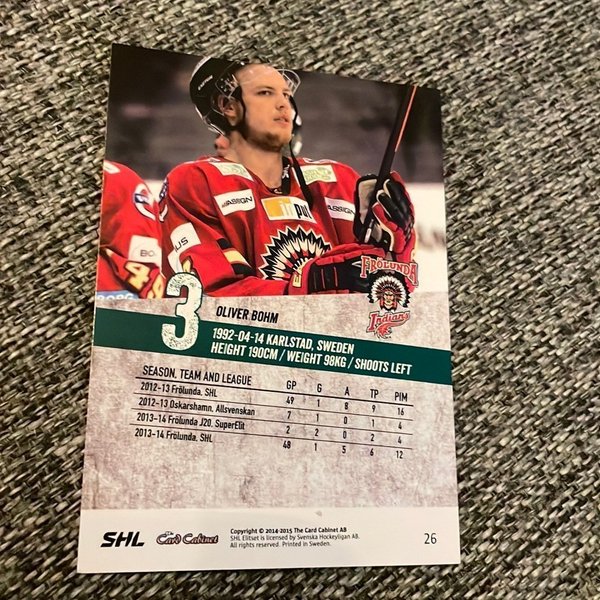 ASSIGN
input
ASSIGN
FRÖLUNDA
Indians
3
OLIVER BOHM
1992-04-14 KARLSTAD, SWEDEN
HEIGHT 190CM / WEIGHT 98KG / SHOOTS LEFT
SEASON, TEAM AND LEAGUE GP G A TP PIM
2012-13 Frölunda, SHL 49 1 8 9 16
2012-13 Oskarshamn, Allsvenskan 7 1 0 1 4
2013-14 Frölunda J20, SuperElit 2 2 0 2 4
2013-14 Frölunda, SHL 48 1 5 6 12
SHL
The Card Cabinet
Copyright © 2014-2015 The Card Cabinet AB
SHL Elitset is licensed by Svenska Hockeyligan AB.
All rights reserved. Printed in Sweden.
26